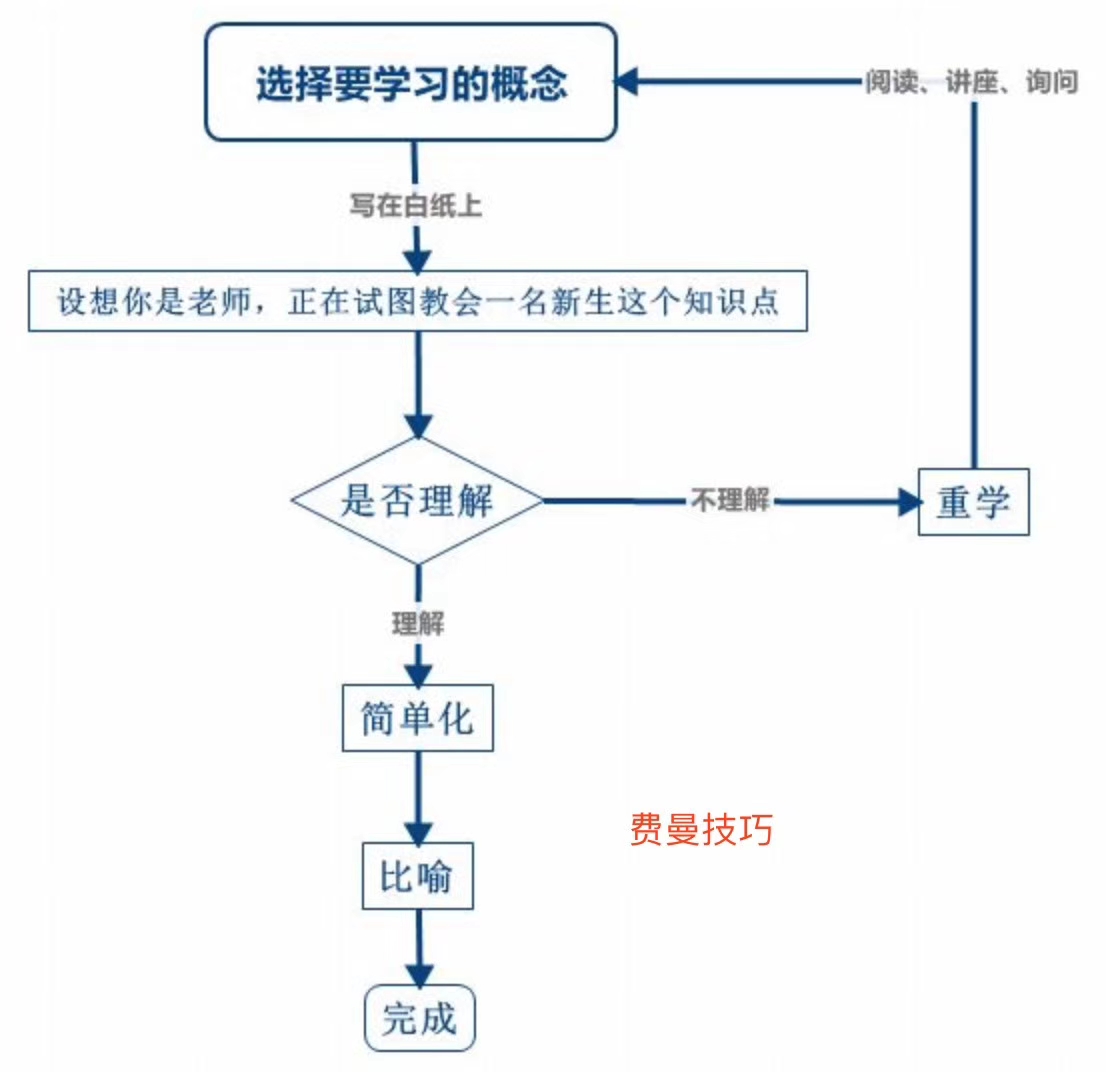 选择要学习的概念
阅读、讲座、询问
写在白纸上
设想你是老师，正在试图教会一名新生这个知识点
是否理解
不理解
重学
理解
简单化
费曼技巧
比喻
完成